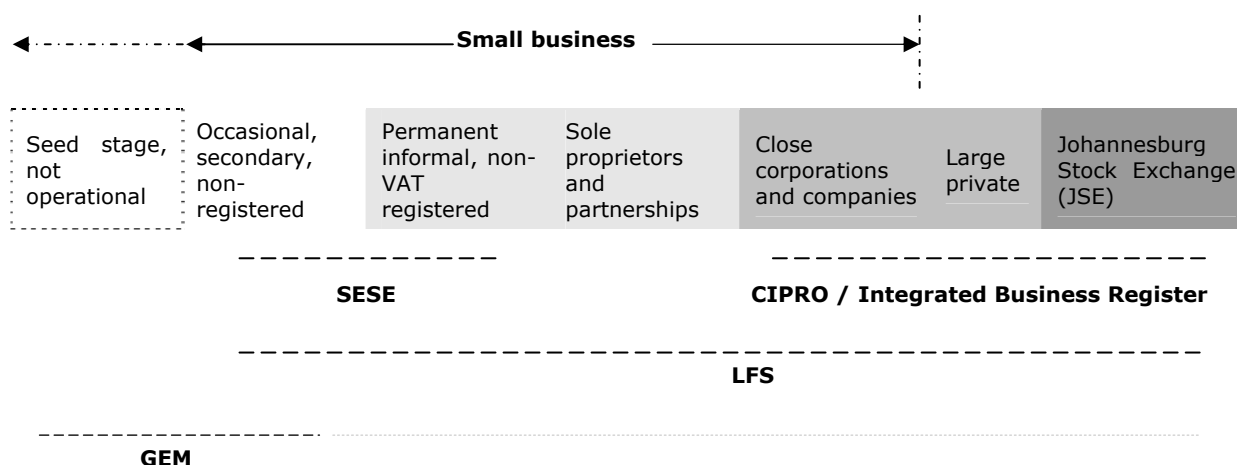 Small business
Seed stage,
not
operational
Occasional,
secondary,
non-
registered
Permanent
informal, non-
VAT
registered
Sole
proprietors
and
partnerships
Close
corporations
and companies
Large
private
Johannesburg
Stock Exchange
(JSE)
SESE
CIPRO / Integrated Business Register
LFS
GEM